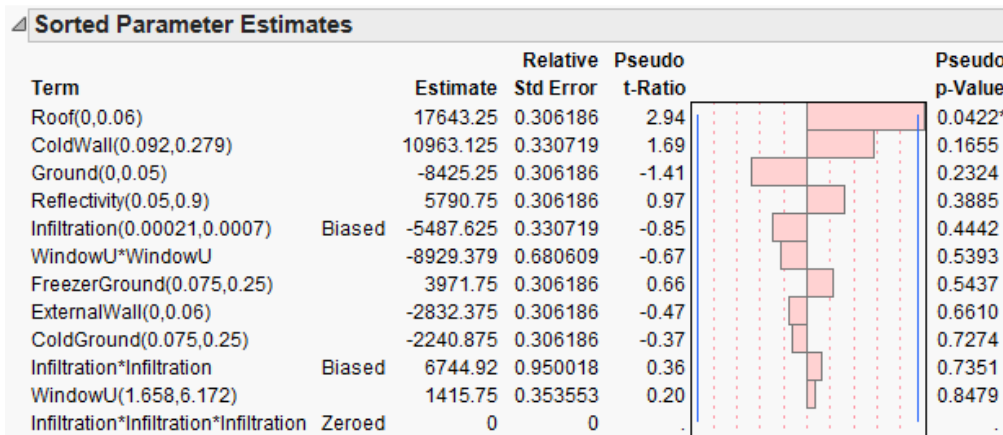 Sorted Parameter Estimates
Relative Pseudo Pseudo
Term Estimate Std Error t-Ratio p-Value
Roof(0,0.06) 17643.25 0.306186 2.94 0.0422*
ColdWall(0.092,0.279) 10963.125 0.330719 1.69 0.1655
Ground(0,0.05) -8425.25 0.306186 -1.41 0.2324
Reflectivity(0.05,0.9) 5790.75 0.306186 0.97 0.3885
Infiltration(0.00021,0.0007) Biased -5487.625 0.330719 -0.85 0.4442
WindowU*WindowU -8929.379 0.680609 -0.67 0.5393
FreezerGround(0.075,0.25) 3971.75 0.306186 0.66 0.5437
ExternalWall(0,0.06) -2832.375 0.306186 -0.47 0.6610
ColdGround(0.075,0.25) -2240.875 0.306186 -0.37 0.7274
Infiltration*Infiltration Biased 6744.92 0.950018 0.36 0.7351
WindowU(1.658,6.172) 1415.75 0.353553 0.20 0.8479
Infiltration*Infiltration*Infiltration Zeroed 0 0 . .